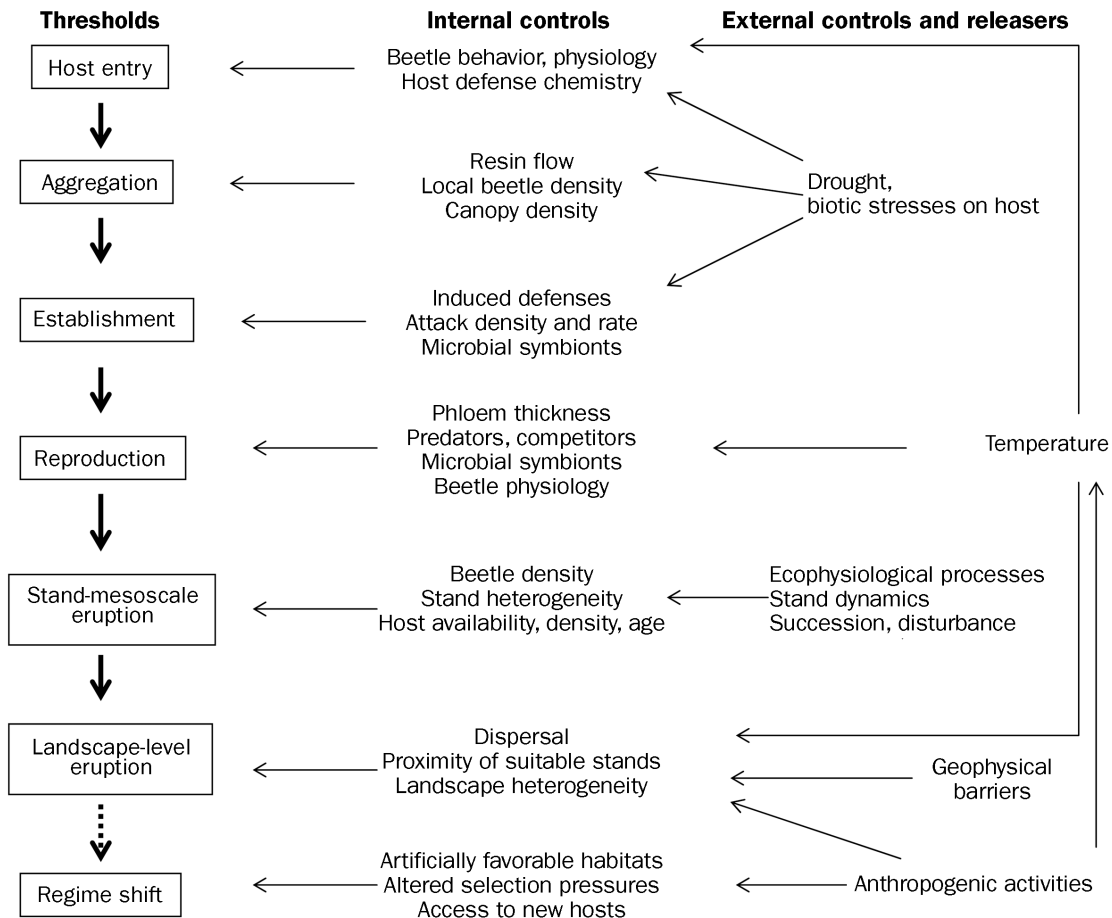 Thresholds
Internal controls
External controls and releasers
Host entry
Beetle behavior, physiology
Host defense chemistry
Aggregation
Resin flow
Local beetle density
Canopy density
Drought,
biotic stresses on host
Establishment
Induced defenses
Attack density and rate
Microbial symbionts
Reproduction
Phloem thickness
Predators, competitors
Microbial symbionts
Beetle physiology
Temperature
Stand-mesoscale
eruption
Beetle density
Stand heterogeneity
Host availability, density, age
Ecophysiological processes
Stand dynamics
Succession, disturbance
Landscape-level
eruption
Dispersal
Proximity of suitable stands
Landscape heterogeneity
Geophysical
barriers
Regime shift
Artificially favorable habitats
Altered selection pressures
Access to new hosts
Anthropogenic activities